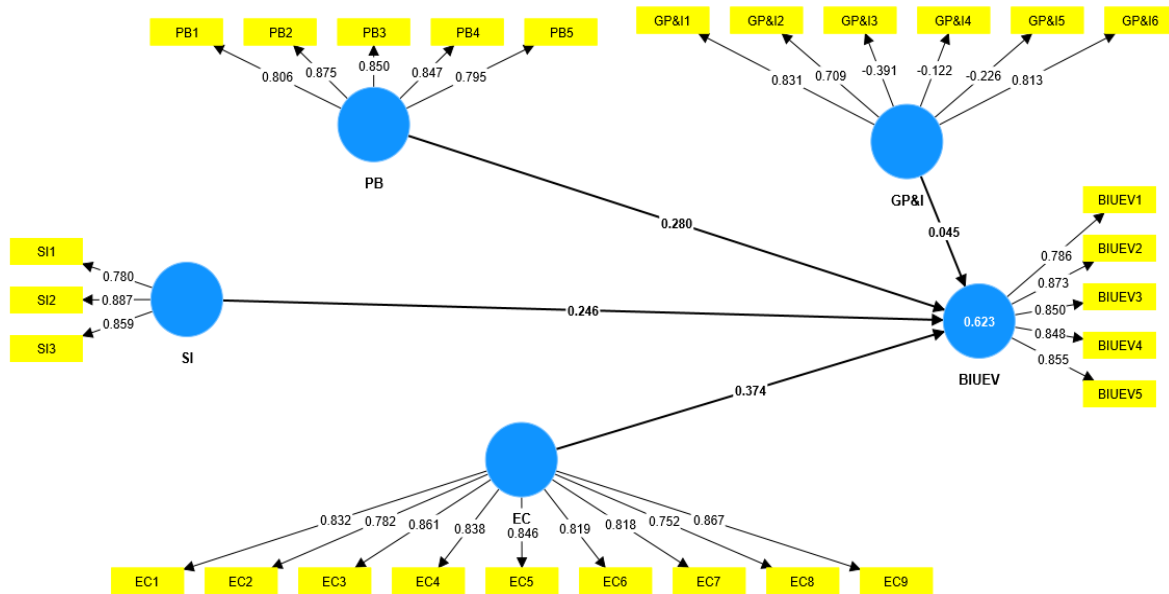 PB1 PB2 PB3 PB4 PB5
0.806 0.875 0.850 0.847 0.795
PB
GP&I1 GP&I2 GP&I3 GP&I4 GP&I5 GP&I6
0.831 0.709 -0.391 -0.122 -0.226 0.813
GP&I
0.280
0.045
SI1
SI2
SI3
0.780
0.887
0.859
SI
0.246
0.623
BIUEV
BIUEV1
BIUEV2
BIUEV3
BIUEV4
BIUEV5
0.786
0.873
0.850
0.848
0.855
0.374
EC
0.832 0.782 0.861 0.838 0.846 0.819 0.818 0.752 0.867
EC1 EC2 EC3 EC4 EC5 EC6 EC7 EC8 EC9